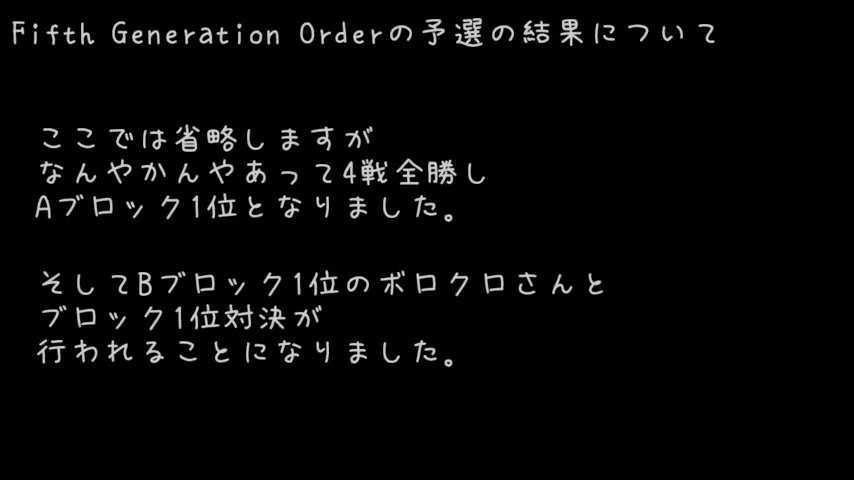 Fifth Generation Orderの予選の結果について
ここでは省略しますが
なんやかんやあって4戦全勝し
Aブロック1位となりました。
そしてBブロック1位のボロクロさんと
ブロック1位対決が
行われることになりました。